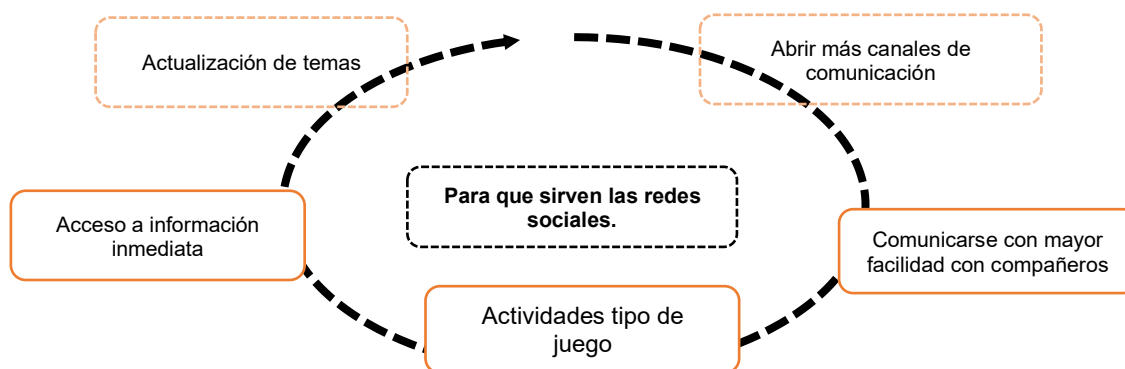 Actualización de temas
Abrir más canales de
comunicación
Para que sirven las redes
sociales.
Acceso a información
inmediata
Comunicarse con mayor
facilidad con compañeros
Actividades tipo de
juego